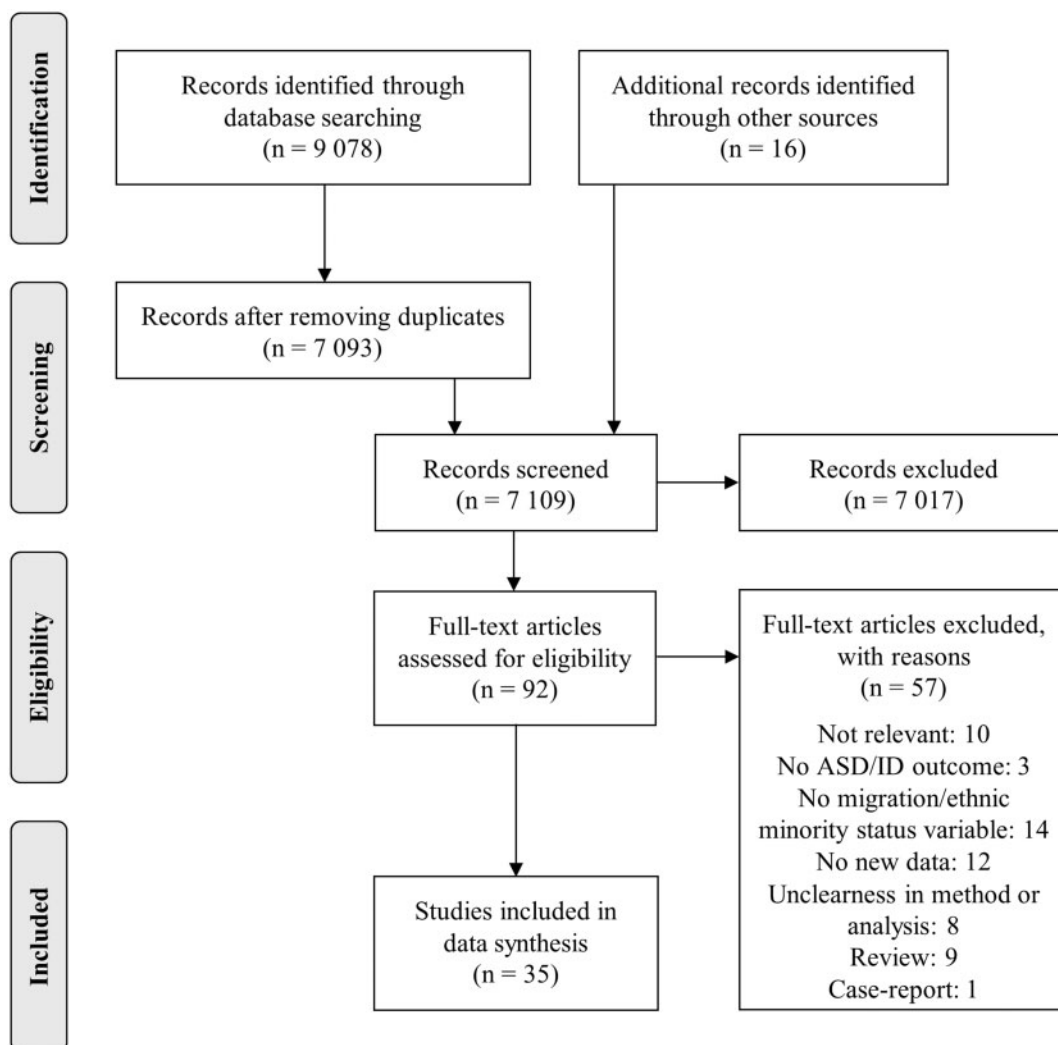 Identification
Records identified through
database searching
(n = 9 078)
Additional records identified
through other sources
(n = 16)
Screening
Records after removing duplicates
(n = 7 093)
Records screened
(n = 7 109)
Records excluded
(n = 7 017)
Eligibility
Full-text articles
assessed for eligibility
(n = 92)
Full-text articles excluded,
with reasons
(n = 57)
Not relevant: 10
No ASD/ID outcome: 3
No migration/ethnic
minority status variable: 14
No new data: 12
Unclearness in method or
analysis: 8
Review: 9
Case-report: 1
Included
Studies included in
data synthesis
(n = 35)